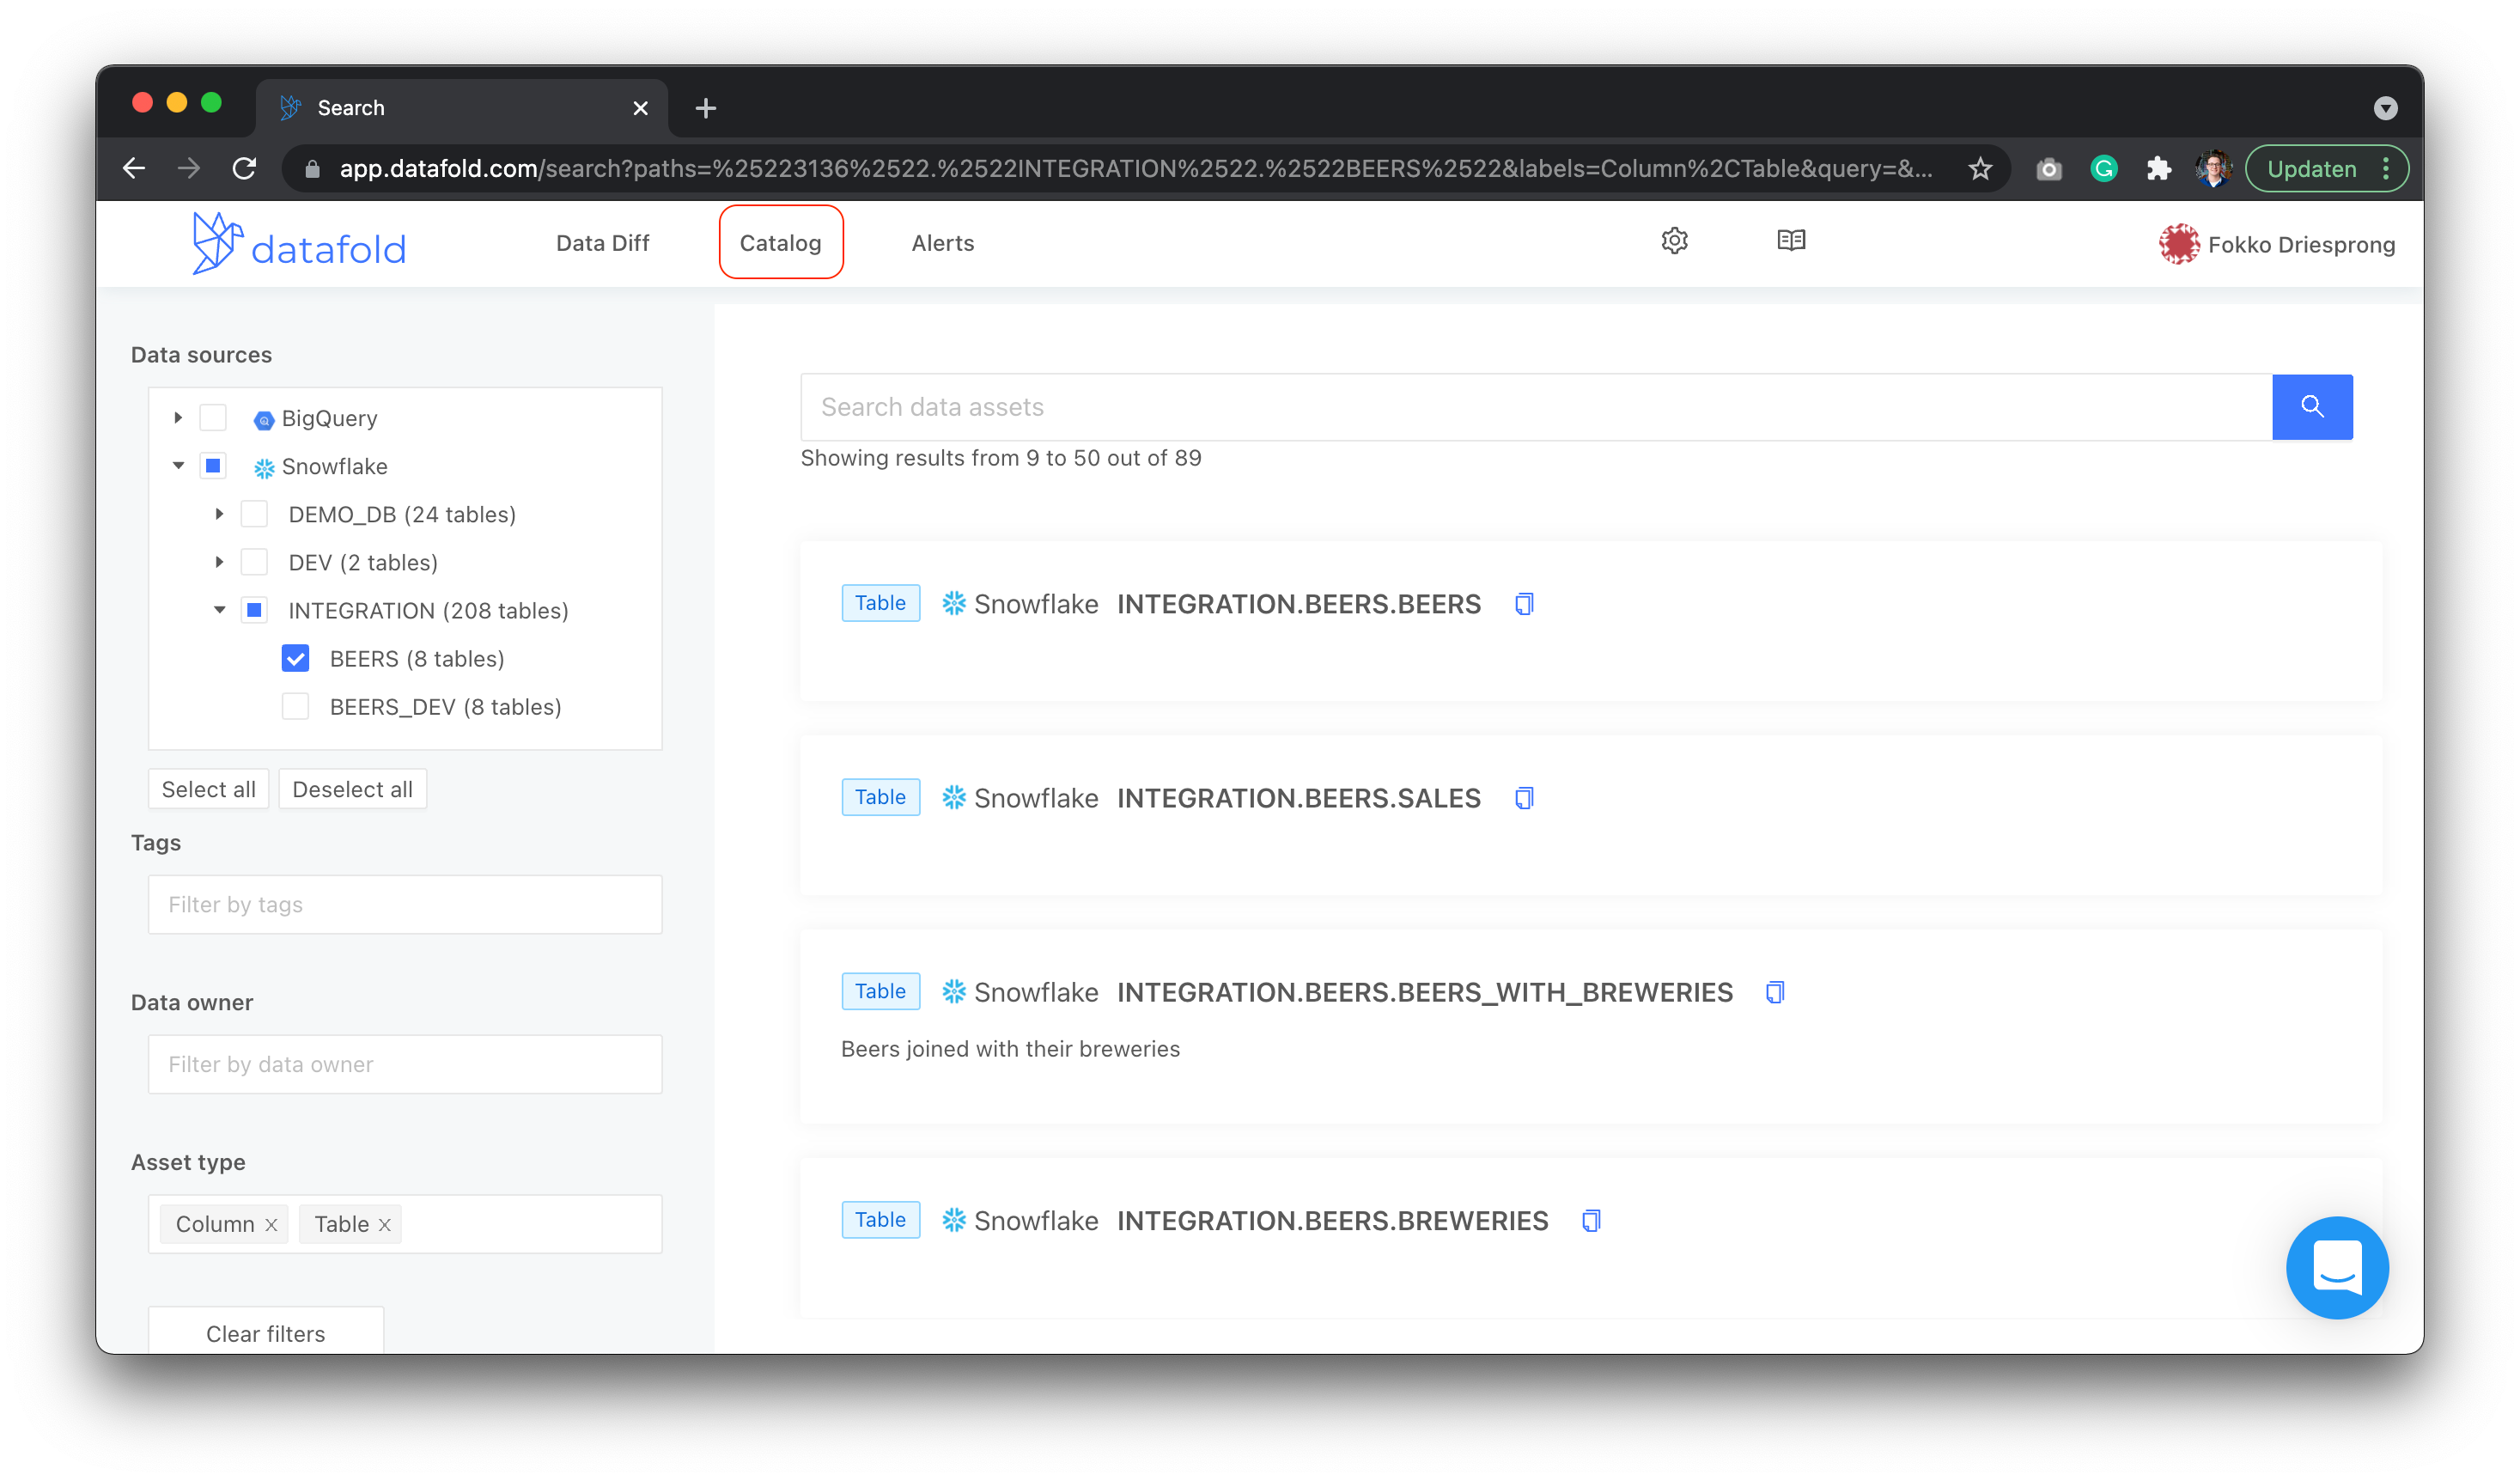 Search
app.datafold.com/search?paths=%25223136%2522.%2522INTEGRATION%2522.%2522BEERS%2522&labels=Column%2CTable&query=&...
Updaten
datafold
Data Diff
Catalog
Alerts
Fokko Driesprong
Data sources
BigQuery
Snowflake
DEMO_DB (24 tables)
DEV (2 tables)
INTEGRATION (208 tables)
BEERS (8 tables)
BEERS_DEV (8 tables)
Select all
Deselect all
Tags
Filter by tags
Data owner
Filter by data owner
Asset type
Column x
Table x
Clear filters
Search data assets
Showing results from 9 to 50 out of 89
Table Snowflake INTEGRATION.BEERS.BEERS
Table Snowflake INTEGRATION.BEERS.SALES
Table Snowflake INTEGRATION.BEERS.BEERS_WITH_BREWERIES
Beers joined with their breweries
Table Snowflake INTEGRATION.BEERS.BREWERIES